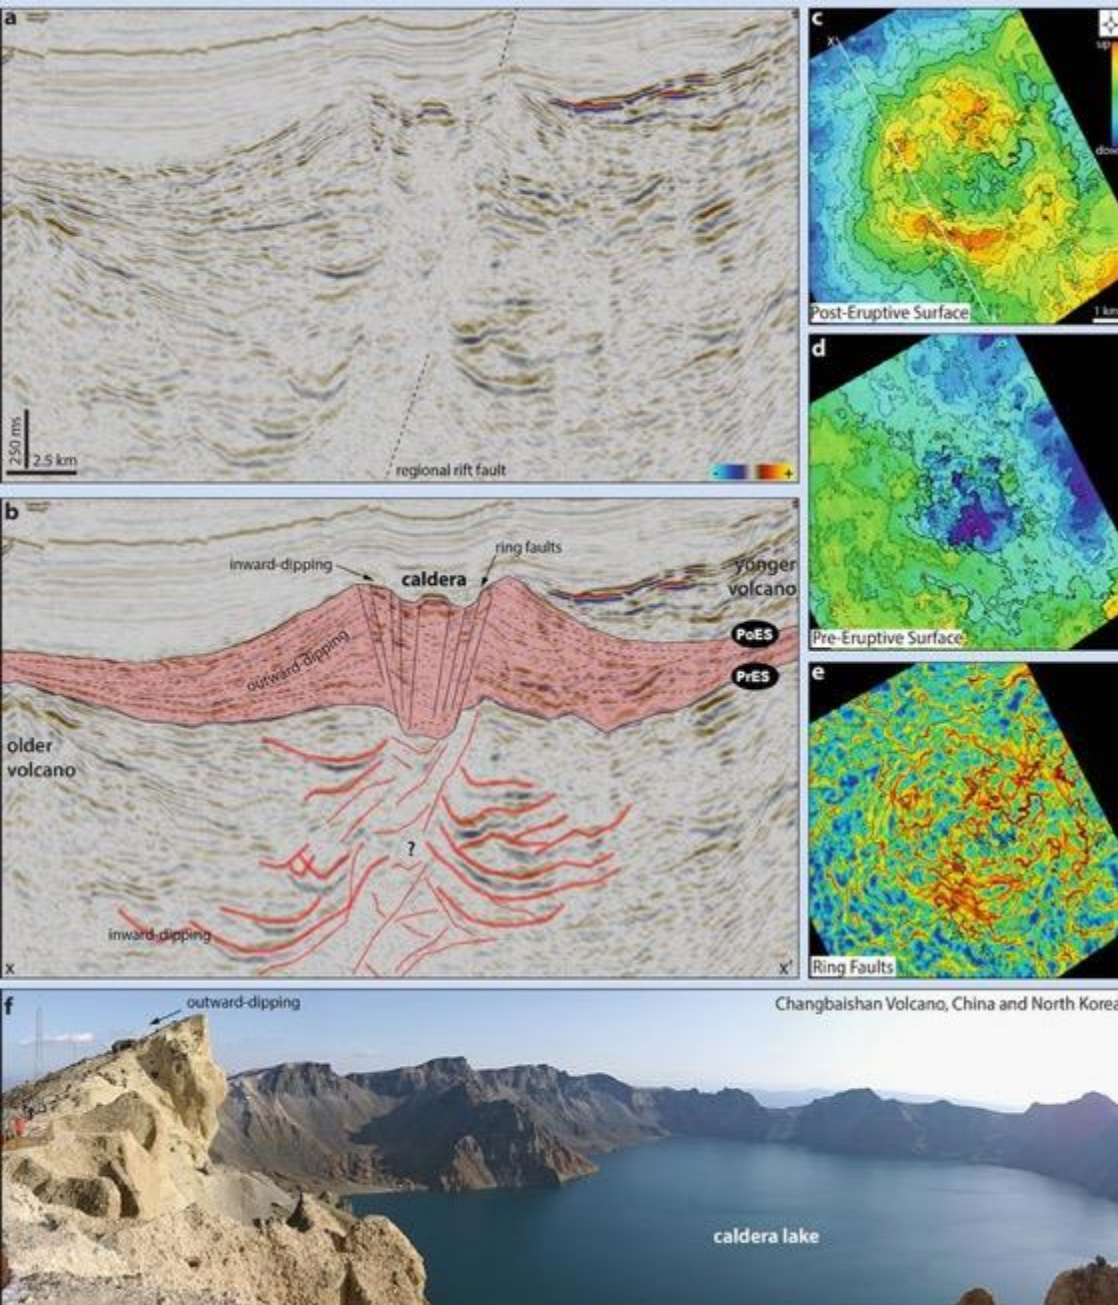 a
250 ms
2.5 km
regional rift fault
-
+
b
inward-dipping
ring faults
caldera
yonger
volcano
outward-dipping
PoES
PrES
older
volcano
?
inward-dipping
x
x'
c
x
up
Post-Eruptive Surface
d
Pre-Eruptive Surface
e
Ring Faults
f
outward-dipping
Changbaishan Volcano, China and North Korea
caldera lake